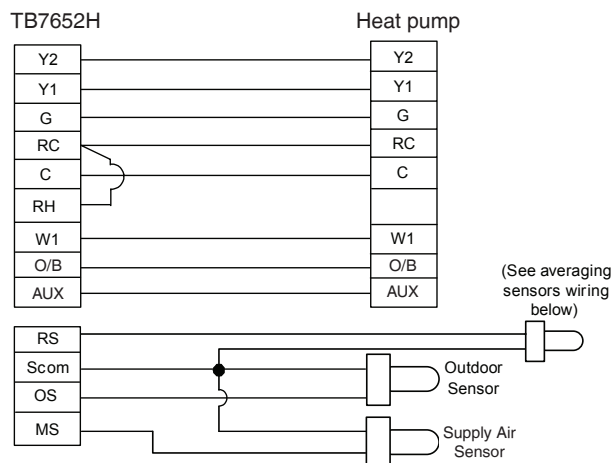 TB7652H
Heat pump
Y2
Y2
Y1
Y1
G
G
RC
RC
C
C
RH
W1
W1
O/B
O/B
AUX
AUX
(See averaging
sensors wiring
below)
RS
Scom
Outdoor
Sensor
OS
MS
Supply Air
Sensor